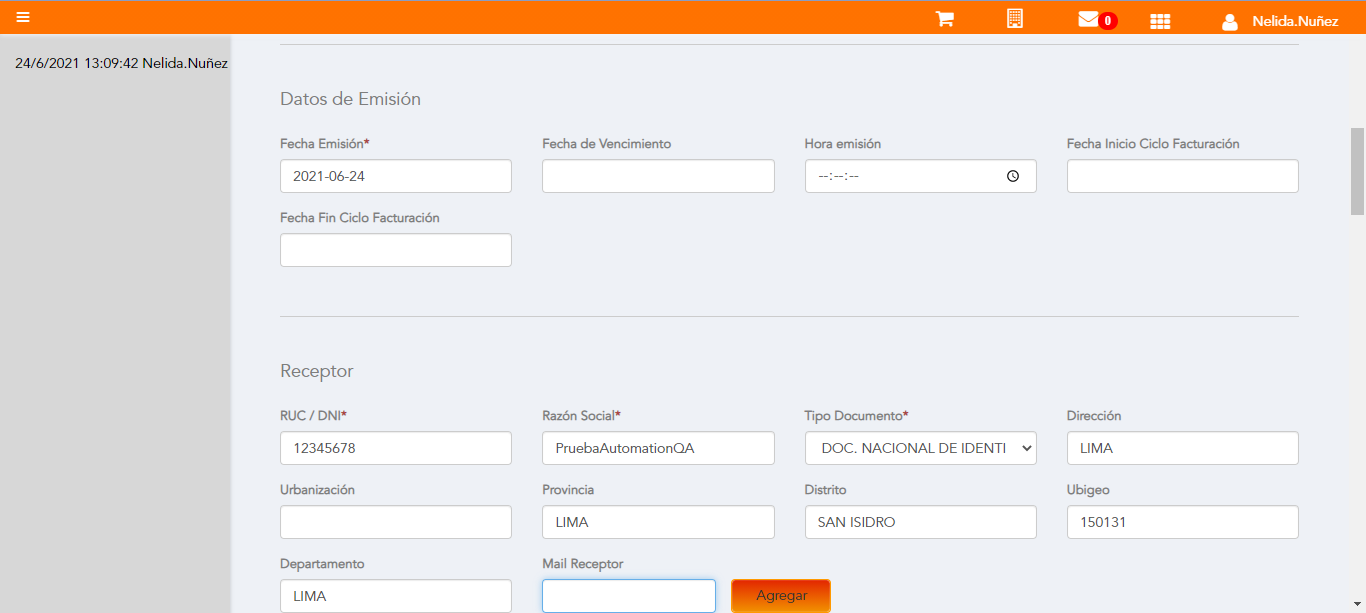 0
Nelida.Nuñez
24/6/2021 13:09:42 Nelida.Nuñez
Datos de Emisión
Fecha Emisión*
Fecha de Vencimiento
Hora emisión
Fecha Inicio Ciclo Facturación
2021-06-24
--:--:--
Fecha Fin Ciclo Facturación
Receptor
RUC / DNI*
Razón Social*
Tipo Documento*
Dirección
12345678
PruebaAutomationQA
DOC. NACIONAL DE IDENTI
LIMA
Urbanización
Provincia
Distrito
Ubigeo
LIMA
SAN ISIDRO
150131
Departamento
Mail Receptor
LIMA
Agregar